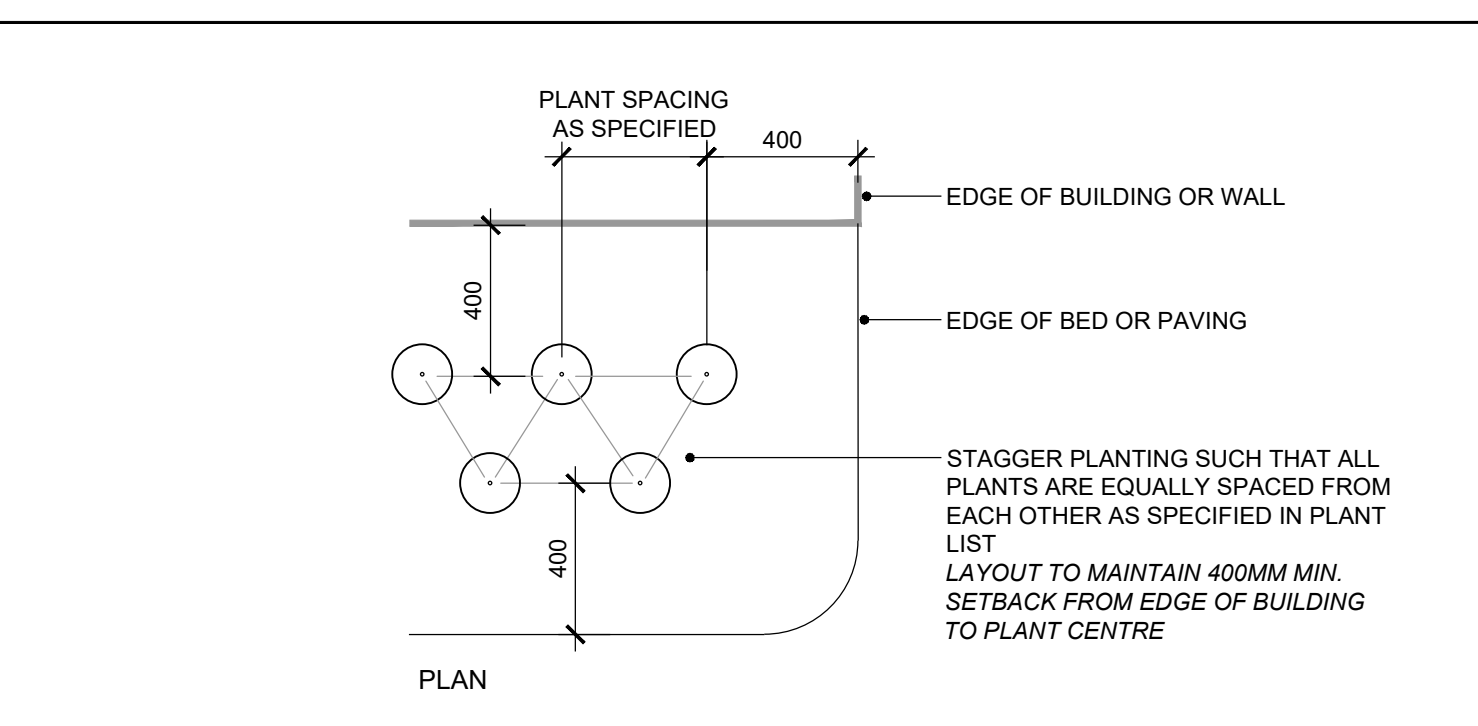 PLANT SPACING
AS SPECIFIED
400
EDGE OF BUILDING OR WALL
400
EDGE OF BED OR PAVING
STAGGER PLANTING SUCH THAT ALL
PLANTS ARE EQUALLY SPACED FROM
EACH OTHER AS SPECIFIED IN PLANT
LIST
LAYOUT TO MAINTAIN 400MM MIN.
SETBACK FROM EDGE OF BUILDING
TO PLANT CENTRE
400
PLAN